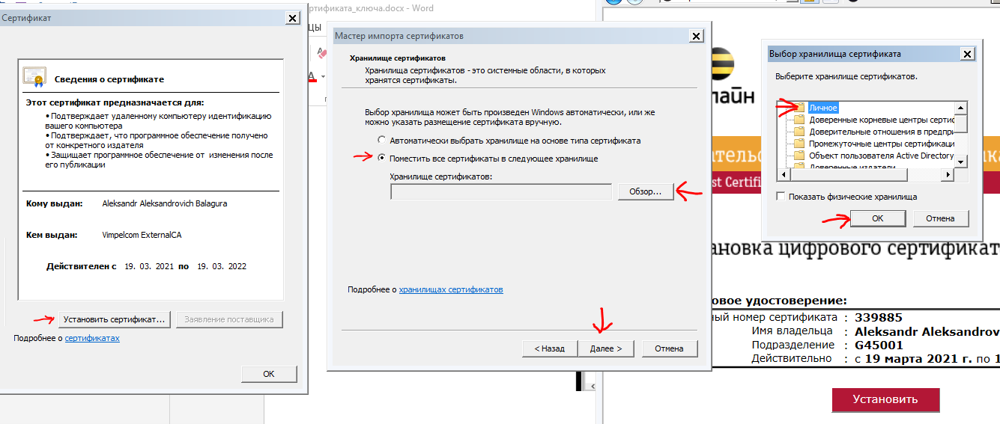 Сертификат
Сведения о сертификате
Этот сертификат предназначается для:
• Подтверждает удаленному компьютеру идентификацию
вашего компьютера
• Подтверждает, что программное обеспечение получено
от конкретного издателя
• Защищает программное обеспечение от изменения после
его публикации
Кому выдан: Aleksandr Aleksandrovich Balagura
Кем выдан: Vimpelcom ExternalCA
Действителен с 19. 03. 2021 по 19. 03. 2022
Установить сертификат...
Заявление поставщика
Подробнее о сертификатах
OK
ртификата_ключа.docx - Word
ЦЫ
Мастер импорта сертификатов
Хранилище сертификатов
Хранилища сертификатов - это системные области, в которых
хранятся сертификаты.
Выбор хранилища может быть произведен Windows автоматически, или же
можно указать размещение сертификата вручную.
Автоматически выбрать хранилище на основе типа сертификата
Поместить все сертификаты в следующее хранилище
Хранилище сертификатов:
Обзор...
Подробнее о хранилищах сертификатов
< Назад
Далее >
Отмена
Выбор хранилища сертификата
Выберите хранилище сертификатов.
Личное
Доверенные корневые центры сертис
Доверительные отношения в предпри
Промежуточные центры сертификаци
Объект пользователя Active Directory
Доверенные издатели
Показать физические хранилища
OK
Отмена
лайн
ательс
st Certifi
ановка цифрового сертификат
овое удостоверение:
ный номер сертификата : 339885
Имя владельца : Aleksandr Aleksandrov
Подразделение : G45001
Действительно : с 19 марта 2021 г. по 1
Установить